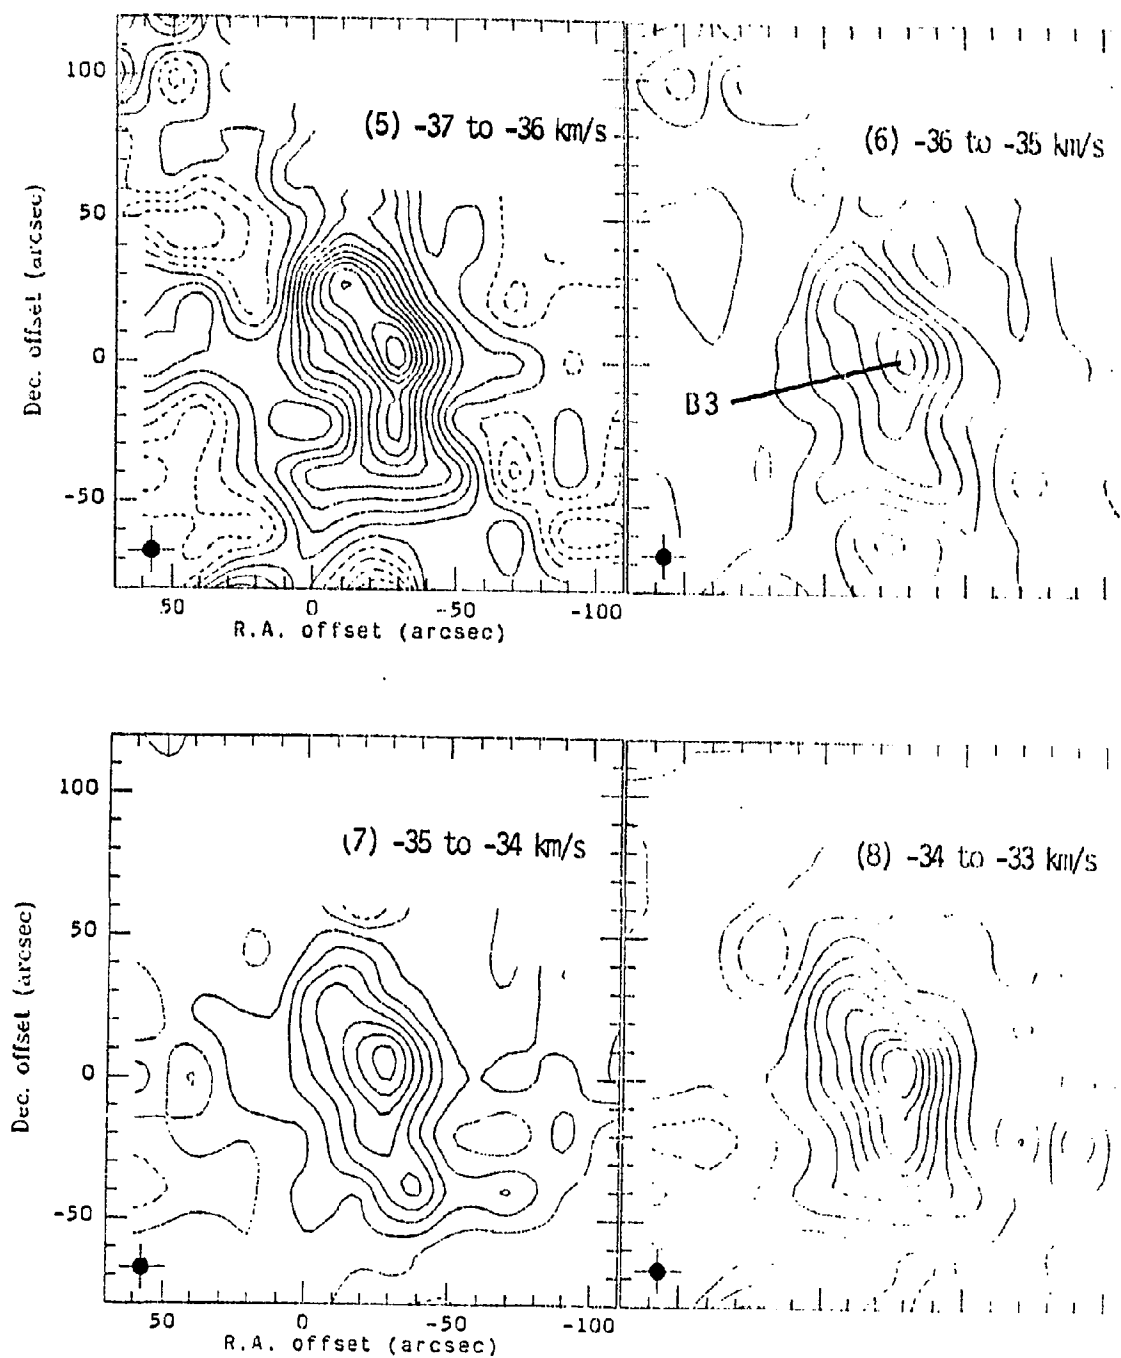 (5) -37 to -36 km/s
(6) -36 to -35 km/s
100
50
0
-50
Dec. offset (arcsec)
B3
50 0 -50 -100
R.A. offset (arcsec)
(7) -35 to -34 km/s
(8) -34 to -33 km/s
100
50
0
-50
Dec. offset (arcsec)
50 0 -50 -100
R.A. offset (arcsec)